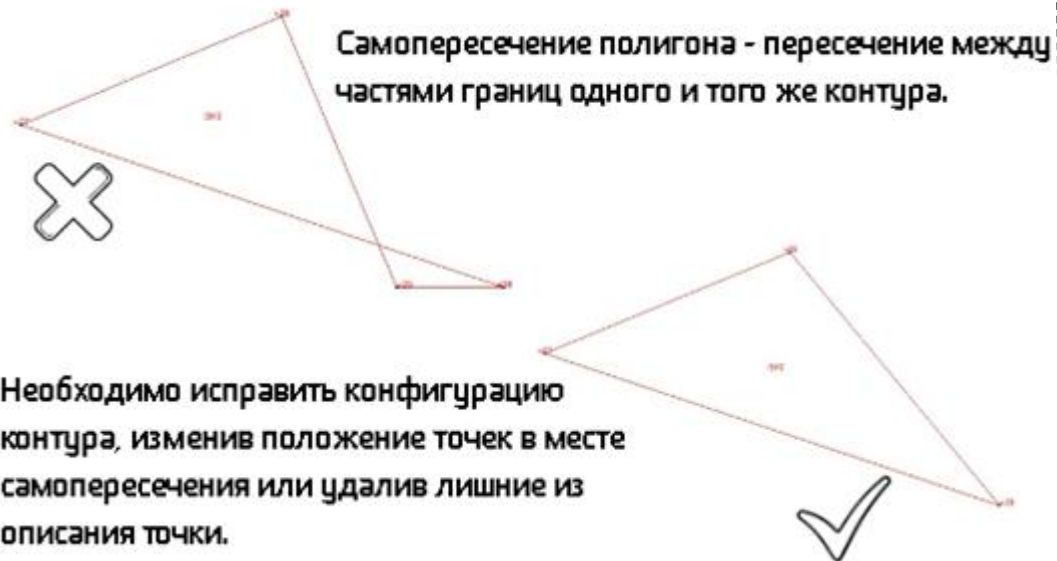 Самопересечение полигона - пересечение между
частями границ одного и того же контура.
Необходимо исправить конфигурацию
контура, изменив положение точек в месте
самопересечения или удалив лишние из
описания точки.